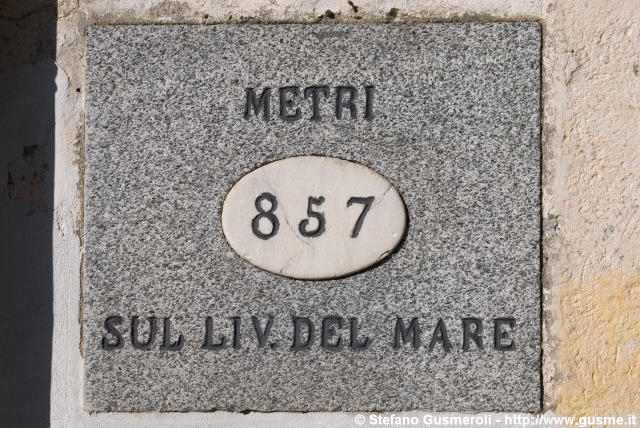 METRI
857
SUL LIV. DEL MARE
© Stefano Gusmeroli - http://www.gusme.it